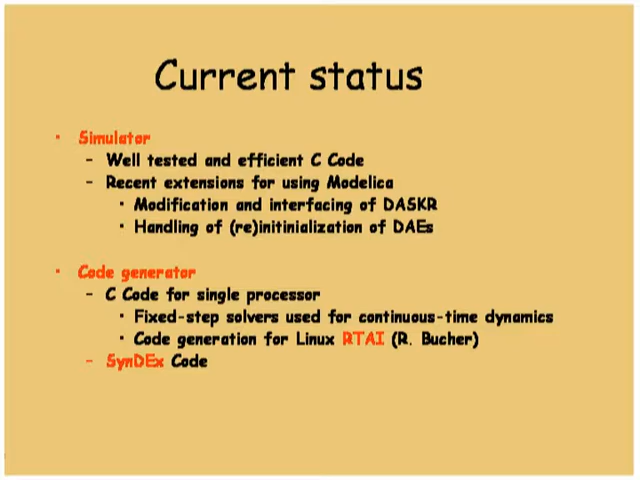 Current status
• Simulator
– Well tested and efficient C Code
– Recent extensions for using Modelica
• Modification and interfacing of DASKR
• Handling of (re)initinialization of DAEs
• Code generator
– C Code for single processor
• Fixed-step solvers used for continuous-time dynamics
• Code generation for Linux RTAI (R. Bucher)
– SynDEx Code